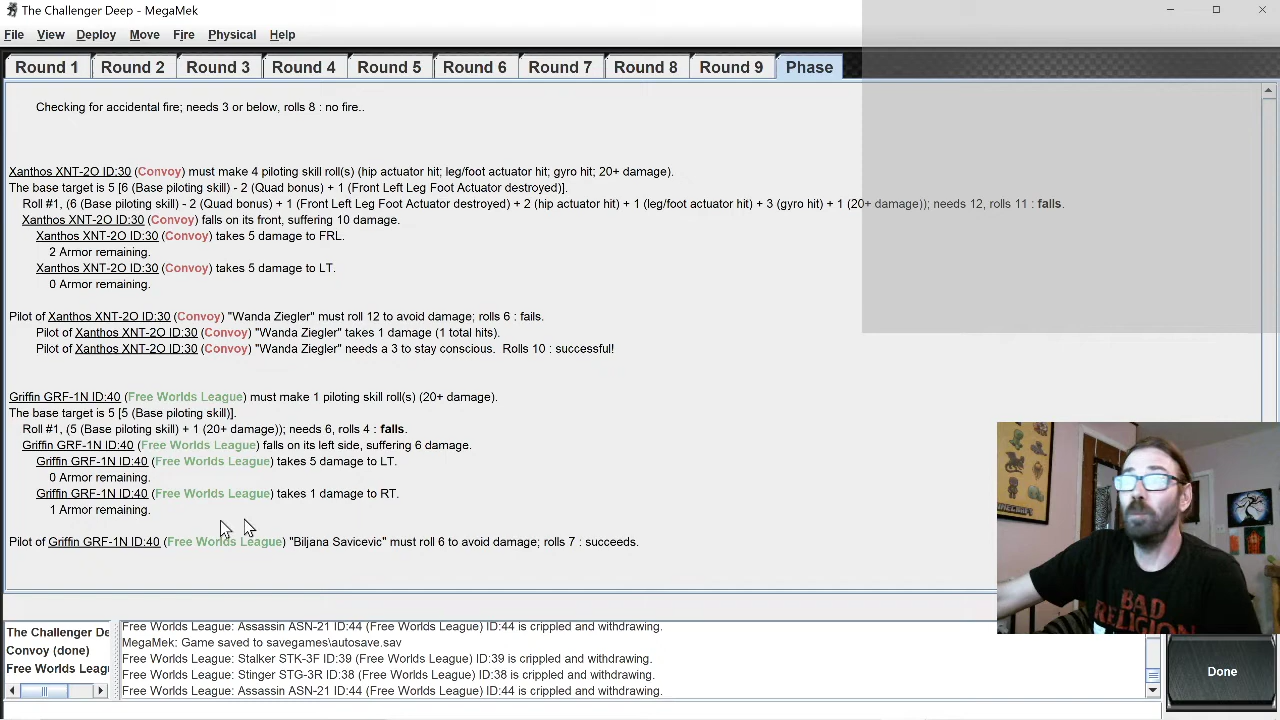 The Challenger Deep - MegaMek
File View Deploy Move Fire Physical Help
Round 1 Round 2 Round 3 Round 4 Round 5 Round 6 Round 7 Round 8 Round 9 Phase
Checking for accidental fire; needs 3 or below, rolls 8 : no fire..
Xanthos XNT-2O ID:30 (Convoy) must make 4 piloting skill roll(s) (hip actuator hit; leg/foot actuator hit; gyro hit; 20+ damage).
The base target is 5 [6 (Base piloting skill) - 2 (Quad bonus) + 1 (Front Left Leg Foot Actuator destroyed)].
Roll #1, (6 (Base piloting skill) - 2 (Quad bonus) + 1 (Front Left Leg Foot Actuator destroyed) + 2 (hip actuator hit) + 1 (leg/foot actuator hit) + 3 (gyro hit) + 1 (20+ damage)); needs 12, rolls 11 : falls.
Xanthos XNT-2O ID:30 (Convoy) falls on its front, suffering 10 damage.
Xanthos XNT-2O ID:30 (Convoy) takes 5 damage to FRL.
2 Armor remaining.
Xanthos XNT-2O ID:30 (Convoy) takes 5 damage to LT.
0 Armor remaining.
Pilot of Xanthos XNT-2O ID:30 (Convoy) "Wanda Ziegler" must roll 12 to avoid damage; rolls 6 : fails.
Pilot of Xanthos XNT-2O ID:30 (Convoy) "Wanda Ziegler" takes 1 damage (1 total hits).
Pilot of Xanthos XNT-2O ID:30 (Convoy) "Wanda Ziegler" needs a 3 to stay conscious. Rolls 10 : successful!
Griffin GRF-1N ID:40 (Free Worlds League) must make 1 piloting skill roll(s) (20+ damage).
The base target is 5 [5 (Base piloting skill)].
Roll #1, (5 (Base piloting skill) + 1 (20+ damage)); needs 6, rolls 4 : falls.
Griffin GRF-1N ID:40 (Free Worlds League) falls on its left side, suffering 6 damage.
Griffin GRF-1N ID:40 (Free Worlds League) takes 5 damage to LT.
0 Armor remaining.
Griffin GRF-1N ID:40 (Free Worlds League) takes 1 damage to RT.
1 Armor remaining.
Pilot of Griffin GRF-1N ID:40 (Free Worlds League) "Biljana Savicevic" must roll 6 to avoid damage; rolls 7 : succeeds.
The Challenger De
Convoy (done)
Free Worlds Leagu
Free Worlds League: Assassin ASN-21 ID:44 (Free Worlds League) ID:44 is crippled and withdrawing.
MegaMek: Game saved to savegames\autosave.sav
Free Worlds League: Stalker STK-3F ID:39 (Free Worlds League) ID:39 is crippled and withdrawing.
Free Worlds League: Stinger STG-3R ID:38 (Free Worlds League) ID:38 is crippled and withdrawing.
Free Worlds League: Assassin ASN-21 ID:44 (Free Worlds League) ID:44 is crippled and withdrawing.
Done
BAD
RELIGION